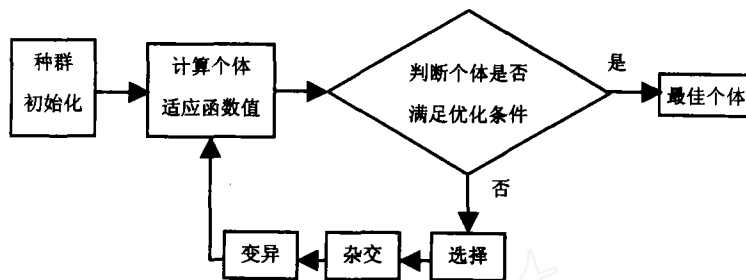 种群
初始化
计算个体
适应函数值
判断个体是否
满足优化条件
是
最佳个体
否
选择
杂交
变异